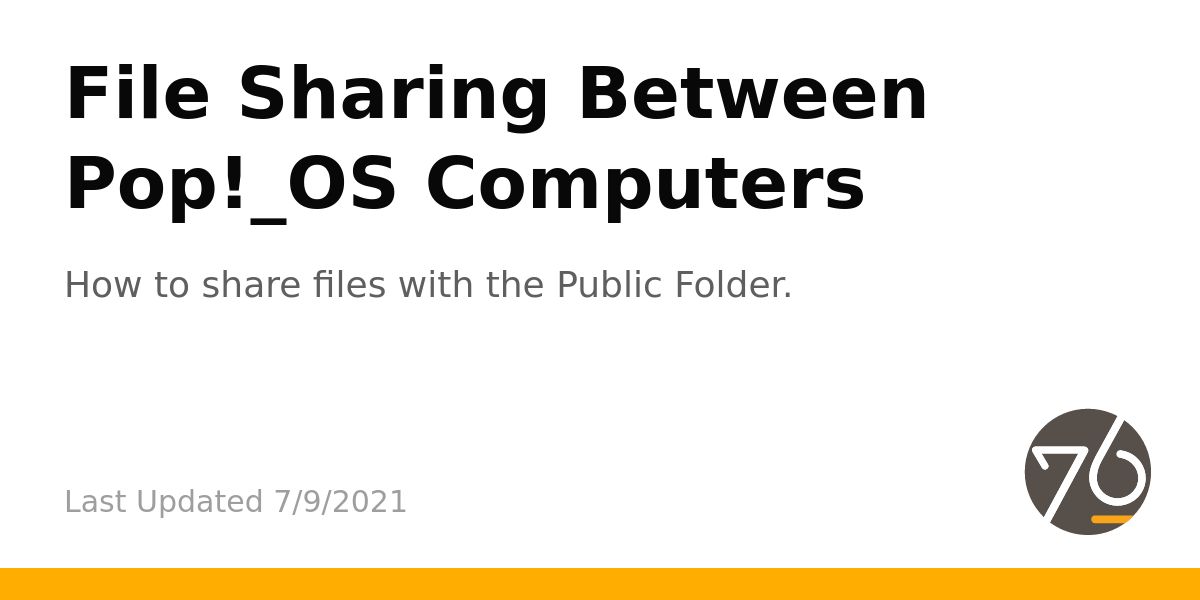 File Sharing Between
Pop!_OS Computers
How to share files with the Public Folder.
Last Updated 7/9/2021
76